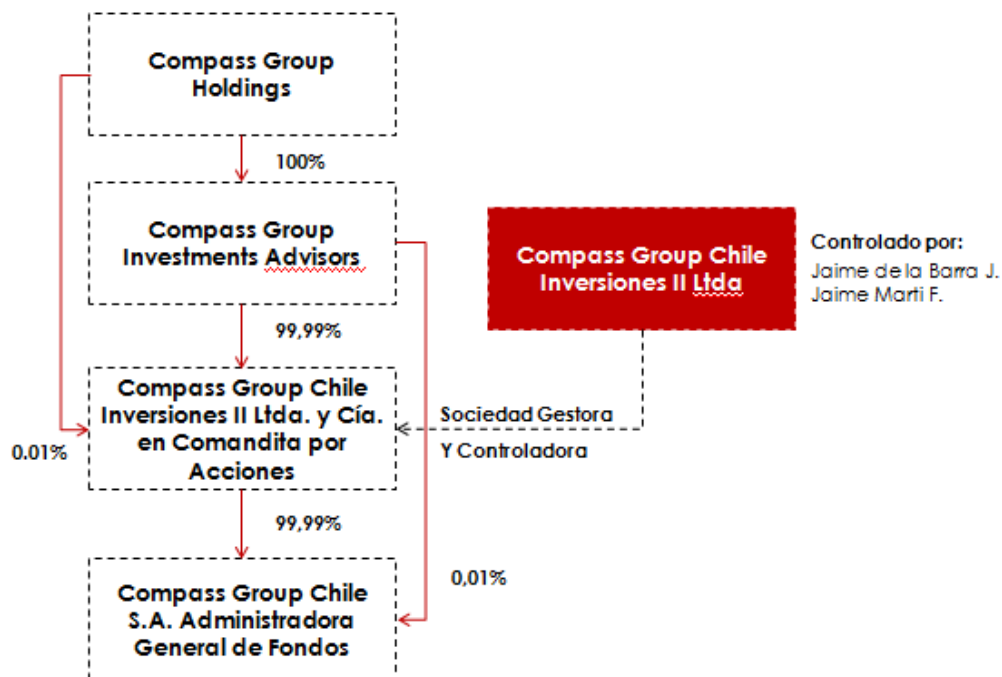 Compass Group
Holdings
100%
Compass Group
Investments Advisors
Compass Group Chile
Inversiones II Ltda
Controlado por:
Jaime de la Barra J.
Jaime Marti F.
99,99%
Compass Group Chile
Inversiones II Ltda. y Cía.
en Comandita por
Acciones
Sociedad Gestora
Y Controladora
0.01%
99,99%
0,01%
Compass Group Chile
S.A. Administradora
General de Fondos